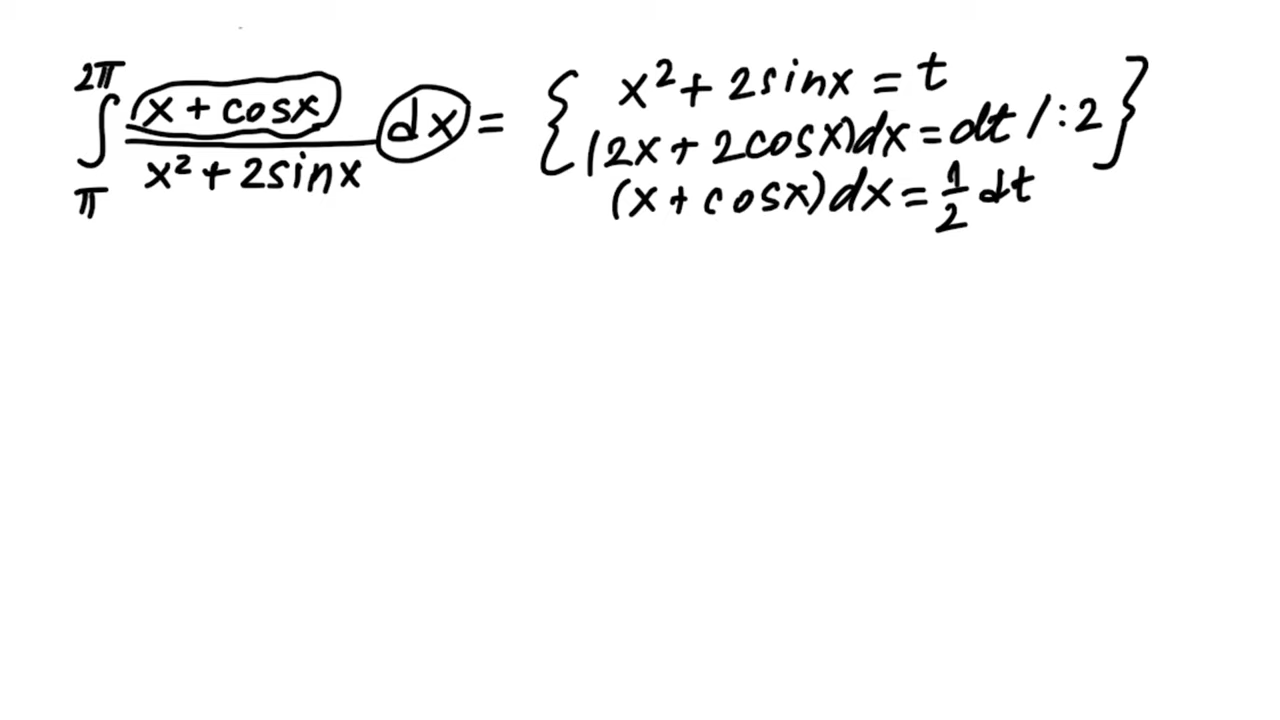 2π
∫ (x + cosx)/(x² + 2sinx) dx = { x² + 2sinx = t
π
(2x + 2cosx)dx = dt /:2 }
(x + cosx)dx = 1/2 dt